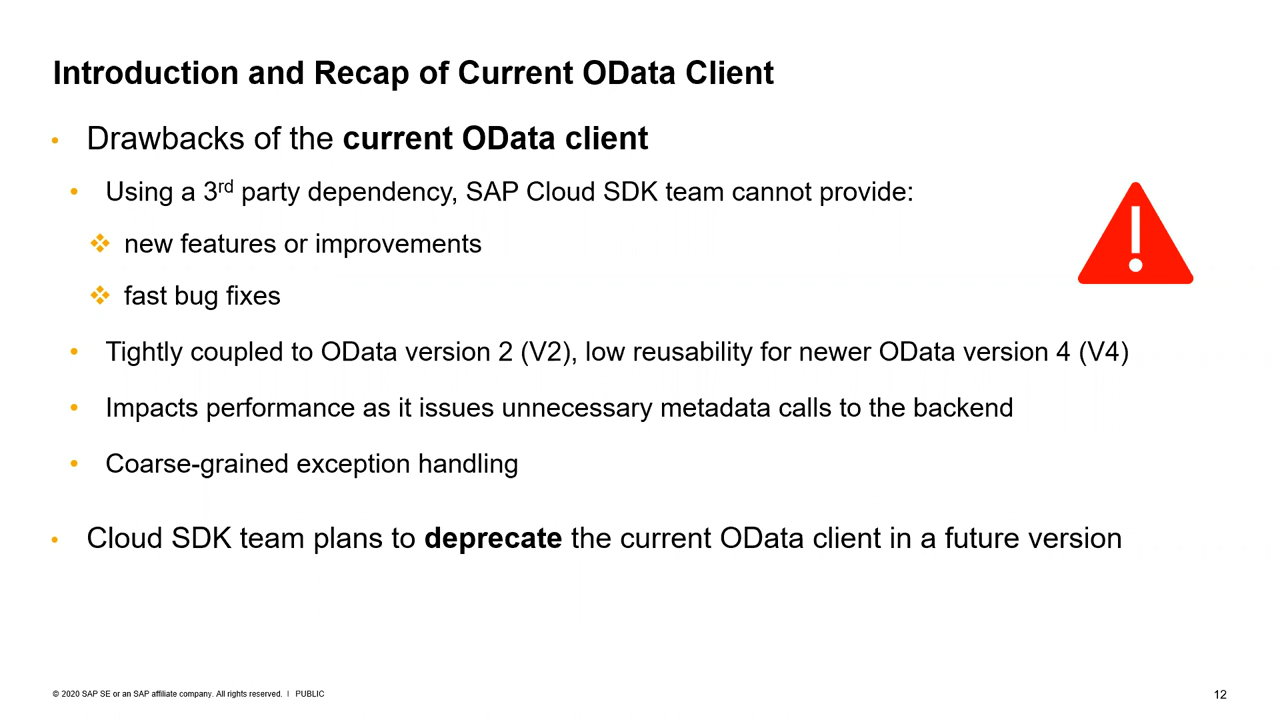 Introduction and Recap of Current OData Client
• Drawbacks of the current OData client
• Using a 3rd party dependency, SAP Cloud SDK team cannot provide:
❖ new features or improvements
❖ fast bug fixes
• Tightly coupled to OData version 2 (V2), low reusability for newer OData version 4 (V4)
• Impacts performance as it issues unnecessary metadata calls to the backend
• Coarse-grained exception handling
• Cloud SDK team plans to deprecate the current OData client in a future version
© 2020 SAP SE or an SAP affiliate company. All rights reserved. | PUBLIC
12